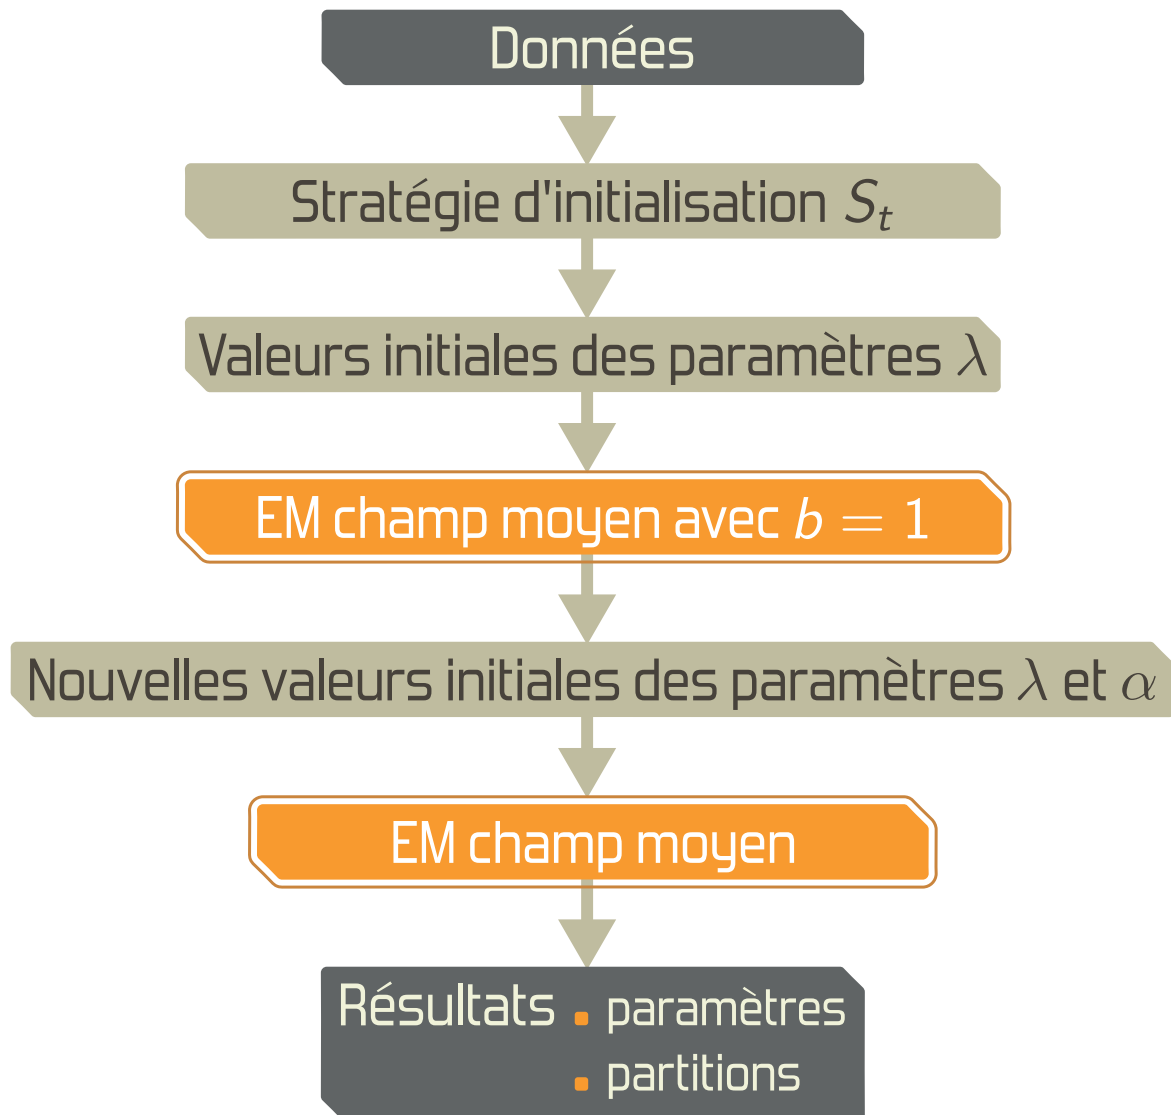 Données
Stratégie d'initialisation $S_t$
Valeurs initiales des paramètres λ
EM champ moyen avec b = 1
Nouvelles valeurs initiales des paramètres λ et α
EM champ moyen
Résultats . paramètres
. partitions